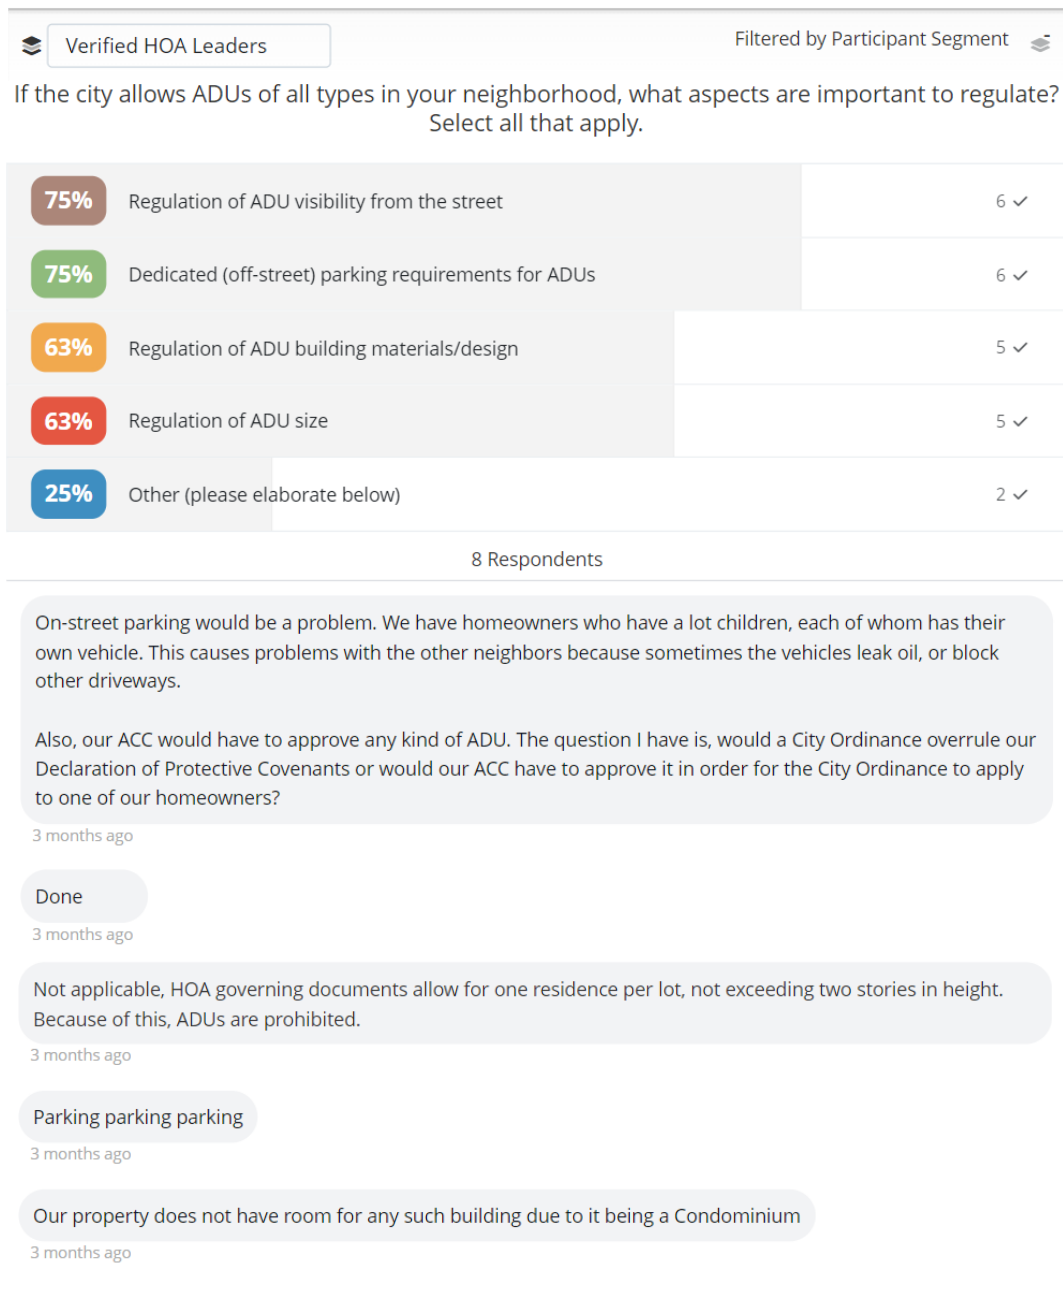 Verified HOA Leaders
Filtered by Participant Segment
If the city allows ADUs of all types in your neighborhood, what aspects are important to regulate?
Select all that apply.
75% Regulation of ADU visibility from the street 6 ✓
75% Dedicated (off-street) parking requirements for ADUs 6 ✓
63% Regulation of ADU building materials/design 5 ✓
63% Regulation of ADU size 5 ✓
25% Other (please elaborate below) 2 ✓
8 Respondents
On-street parking would be a problem. We have homeowners who have a lot children, each of whom has their
own vehicle. This causes problems with the other neighbors because sometimes the vehicles leak oil, or block
other driveways.
Also, our ACC would have to approve any kind of ADU. The question I have is, would a City Ordinance overrule our
Declaration of Protective Covenants or would our ACC have to approve it in order for the City Ordinance to apply
to one of our homeowners?
3 months ago
Done
3 months ago
Not applicable, HOA governing documents allow for one residence per lot, not exceeding two stories in height.
Because of this, ADUs are prohibited.
3 months ago
Parking parking parking
3 months ago
Our property does not have room for any such building due to it being a Condominium
3 months ago